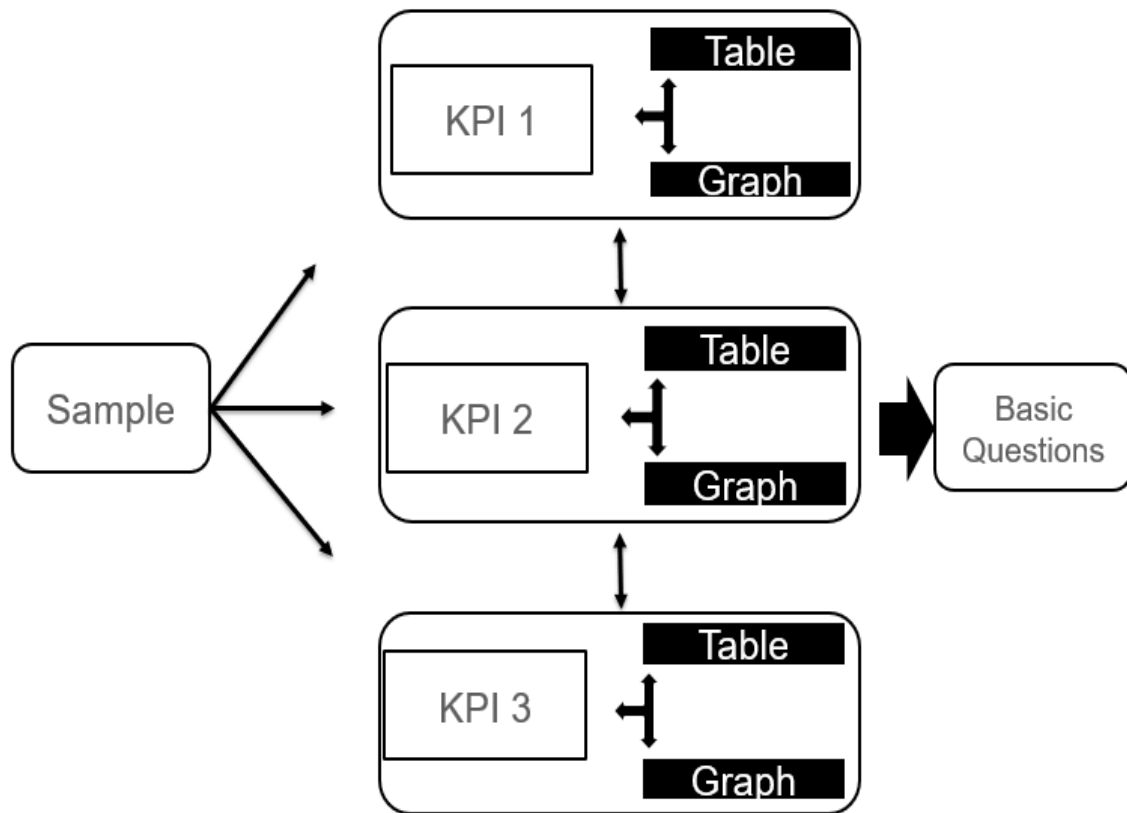 Table
KPI 1
Graph
Sample
Table
KPI 2
Graph
Basic
Questions
Table
KPI 3
Graph